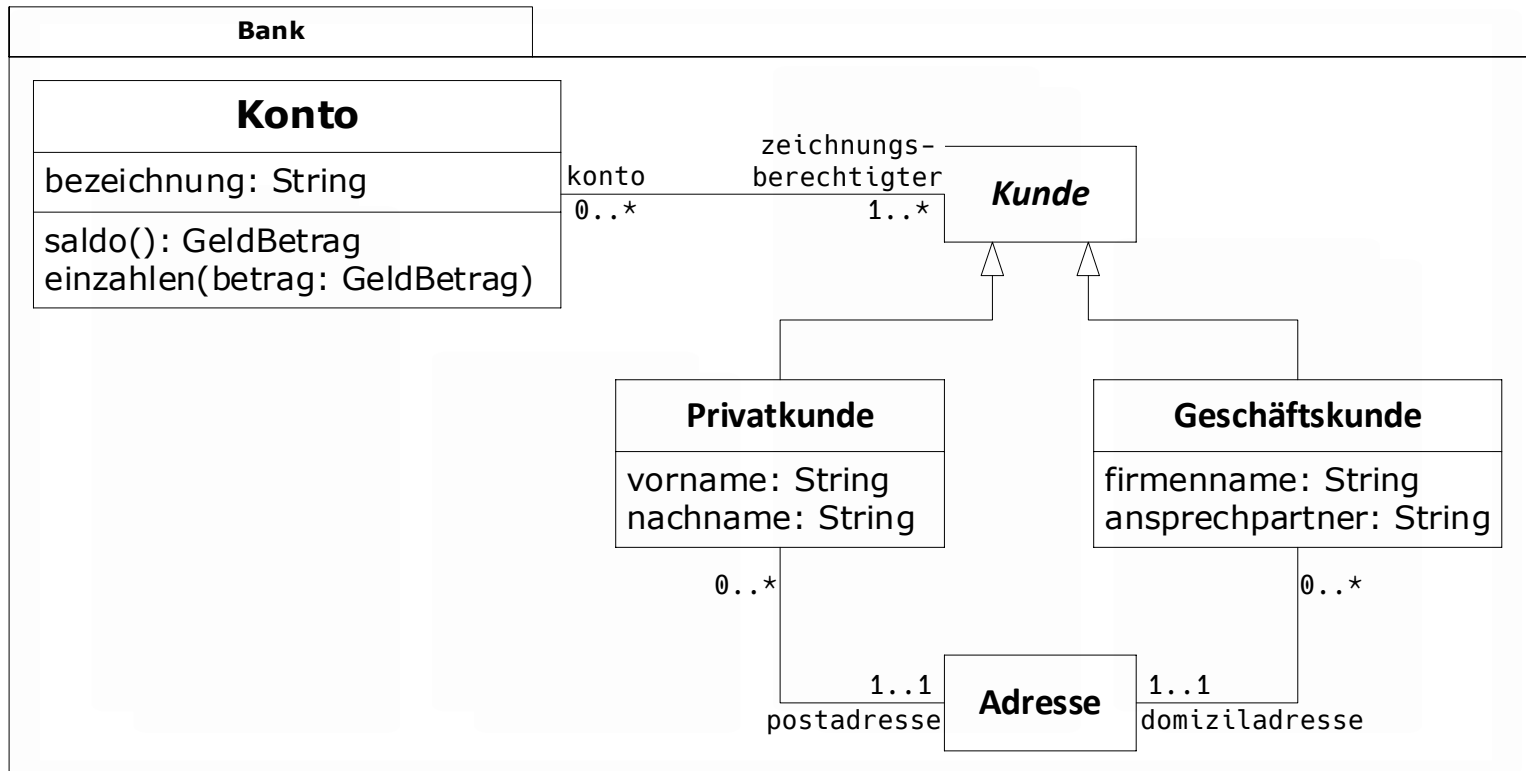 Bank
Konto
bezeichnung: String
saldo(): GeldBetrag
einzahlen(betrag: GeldBetrag)
konto
0..*
zeichnungs-
berechtigter
1..*
Kunde
Privatkunde
vorname: String
nachname: String
Geschäftskunde
firmenname: String
ansprechpartner: String
0..*
0..*
1..1
postadresse
Adresse
1..1
domiziladresse